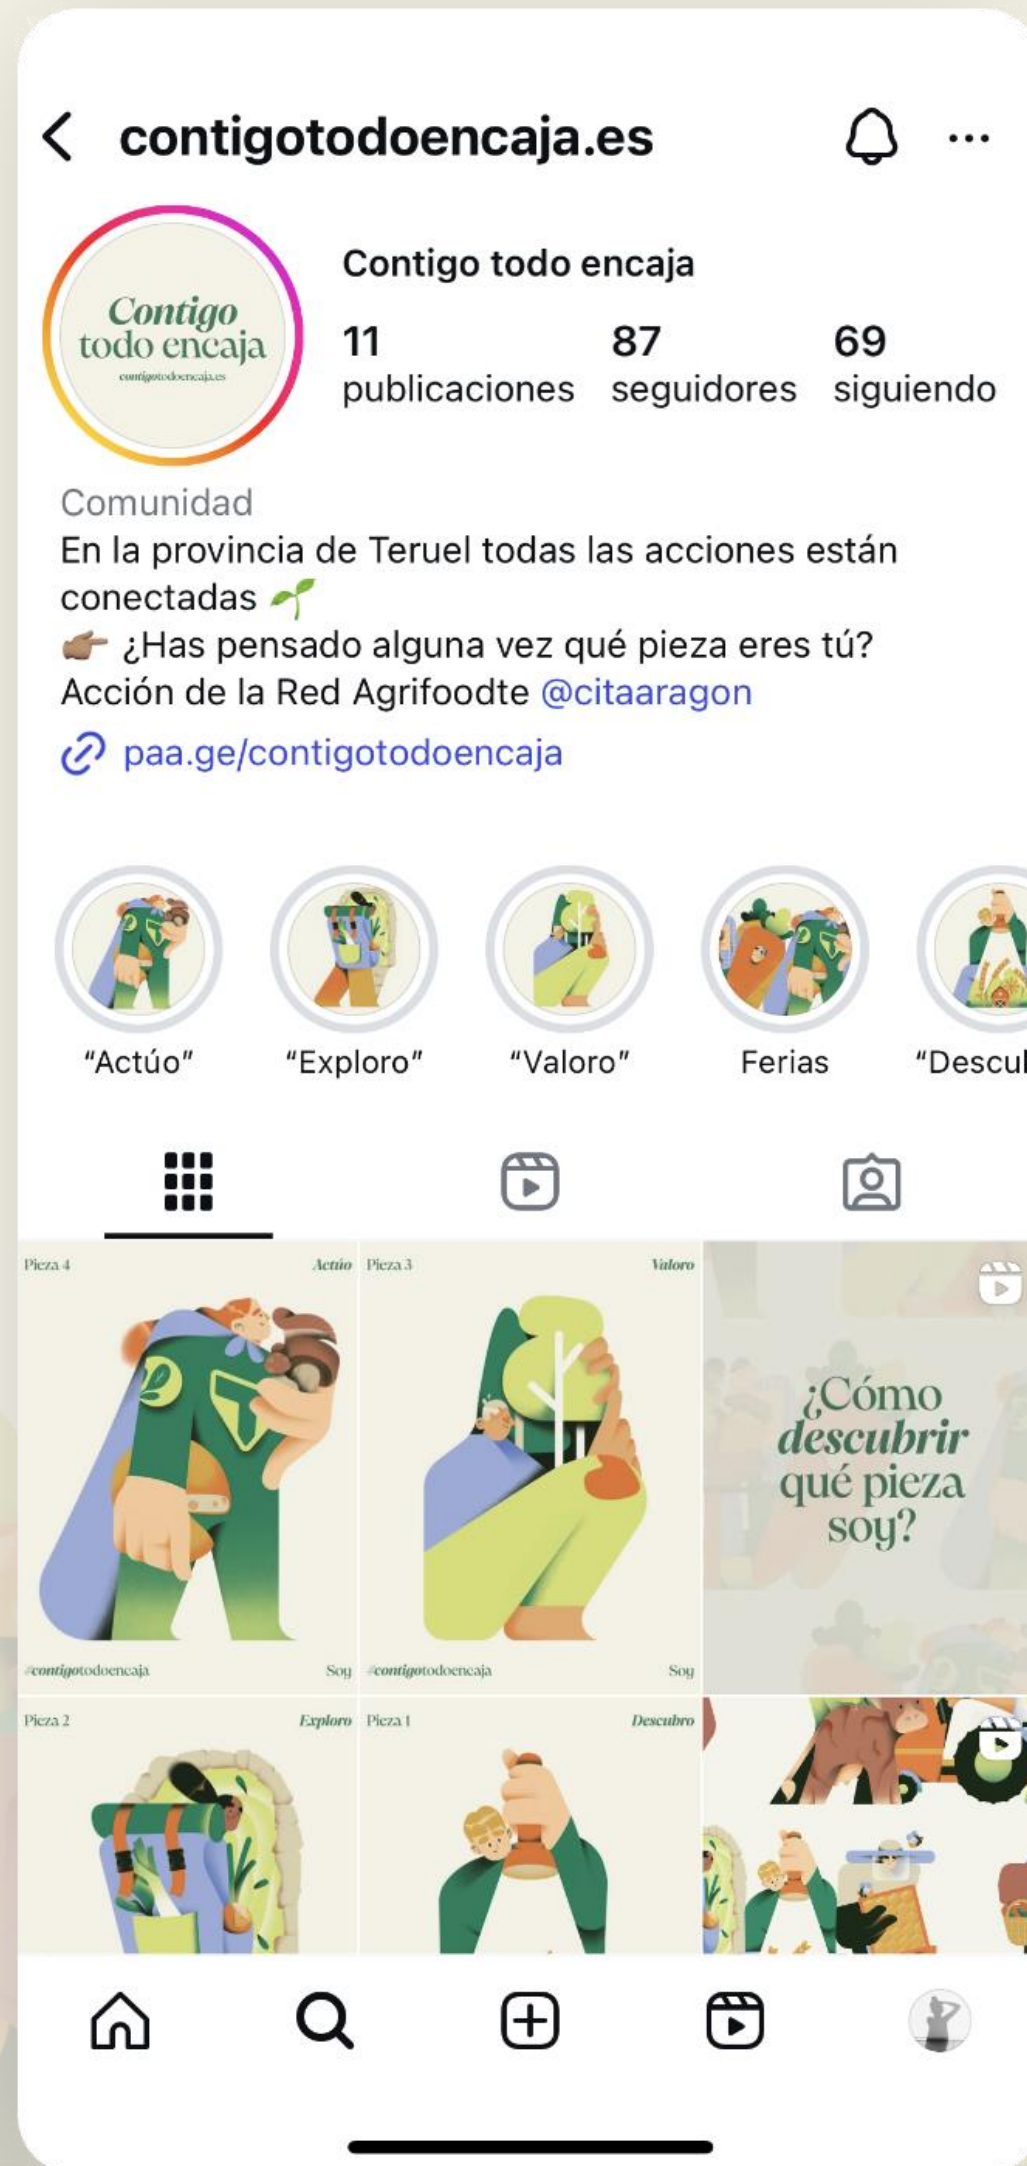 contigotodoencaja.es
Contigo
todo encaja
contigotodoencaja.es
Contigo todo encaja
11 87 69
publicaciones seguidores siguiendo
Comunidad
En la provincia de Teruel todas las acciones están
conectadas 🌱
👉🏽 ¿Has pensado alguna vez qué pieza eres tú?
Acción de la Red Agrifoodte @citaaragon
paa.ge/contigotodoencaja
“Actúo” “Exploro” “Valoro” Ferias “Descul
Pieza 4 Actúo Pieza 3 Valoro
¿Cómo
descubrir
qué pieza
soy?
#contigotodoencaja Soy #contigotodoencaja Soy
Pieza 2 Exploro Pieza 1 Descubro